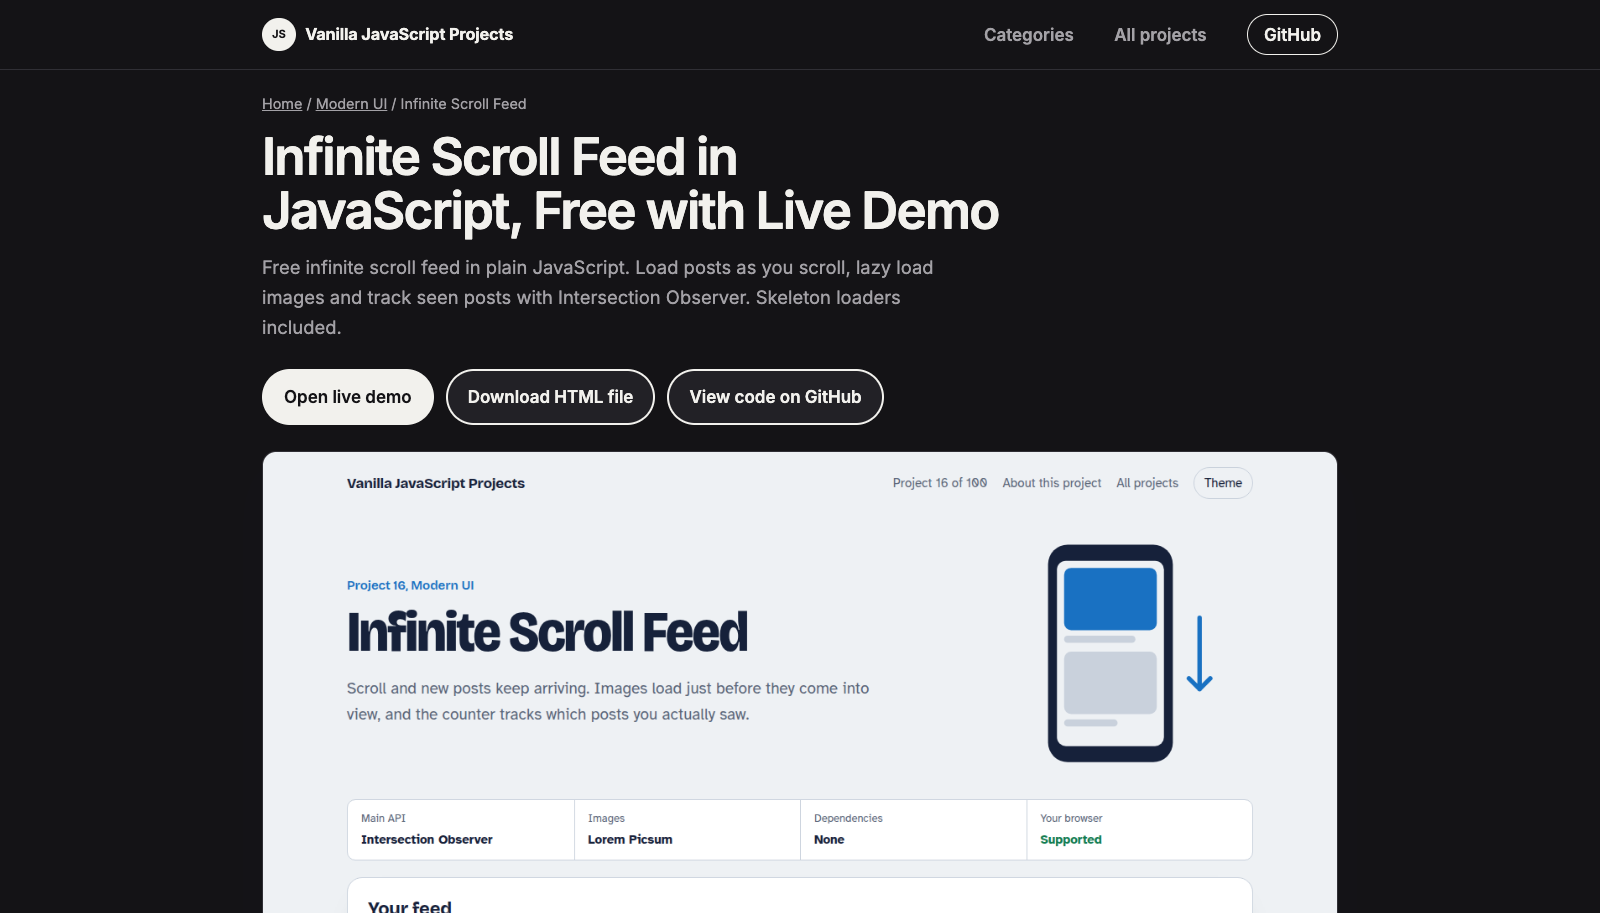 JS
Vanilla JavaScript Projects
Categories
All projects
GitHub
Home / Modern UI / Infinite Scroll Feed
Infinite Scroll Feed in
JavaScript, Free with Live Demo
Free infinite scroll feed in plain JavaScript. Load posts as you scroll, lazy load
images and track seen posts with Intersection Observer. Skeleton loaders
included.
Open live demo
Download HTML file
View code on GitHub
Vanilla JavaScript Projects
Project 16 of 100
About this project
All projects
Theme
Project 16, Modern UI
Infinite Scroll Feed
Scroll and new posts keep arriving. Images load just before they come into
view, and the counter tracks which posts you actually saw.
Main API
Intersection Observer
Images
Lorem Picsum
Dependencies
None
Your browser
Supported
Your feed